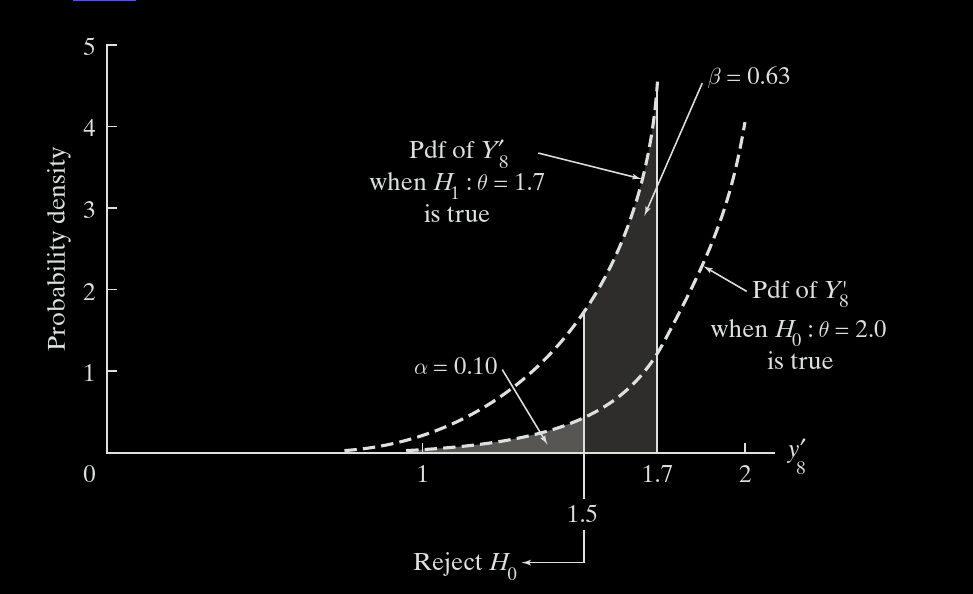 5
4
3
2
1
Probability density
β = 0.63
Pdf of Y′₈
when H₁ : θ = 1.7
is true
Pdf of Y′₈
when H₀ : θ = 2.0
is true
α = 0.10
0
1
1.7
2
y′₈
1.5
Reject H₀